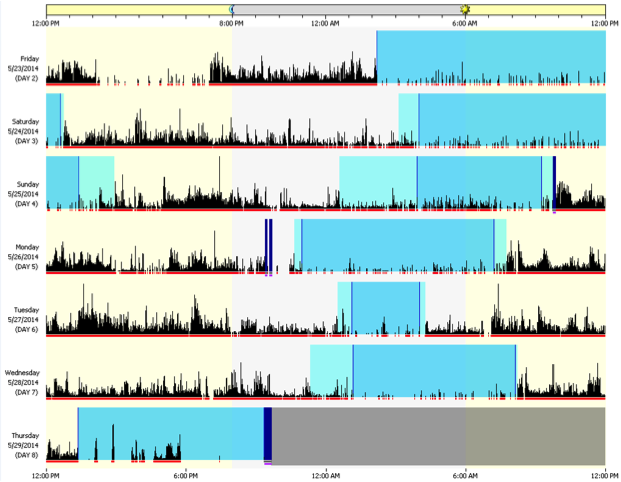 12:00 PM 8:00 PM 12:00 AM 6:00 AM 12:00 PM
Friday
5/23/2014
(DAY 2)
Saturday
5/24/2014
(DAY 3)
Sunday
5/25/2014
(DAY 4)
Monday
5/26/2014
(DAY 5)
Tuesday
5/27/2014
(DAY 6)
Wednesday
5/28/2014
(DAY 7)
Thursday
5/29/2014
(DAY 8)
12:00 PM 6:00 PM 12:00 AM 6:00 AM 12:00 PM